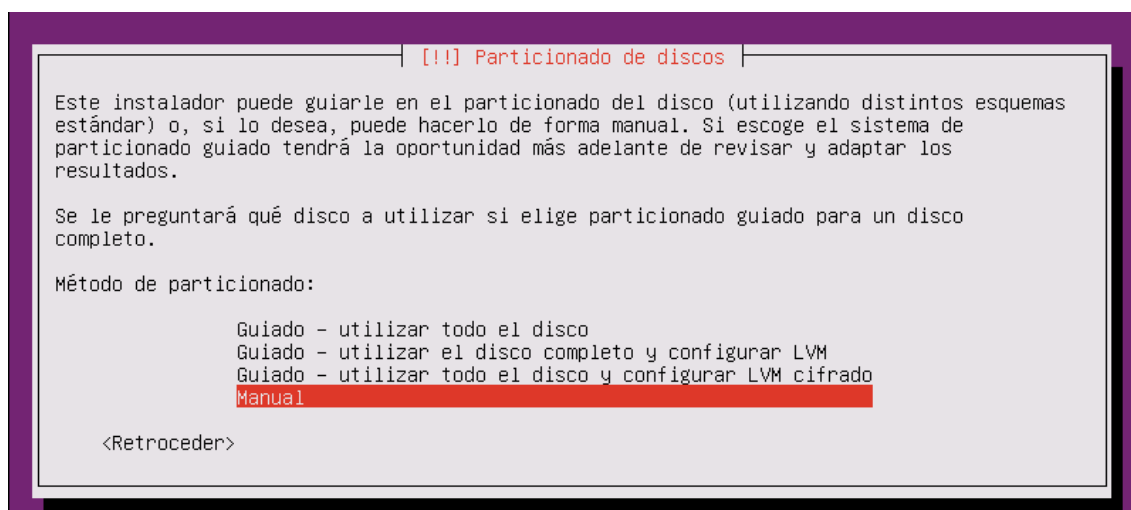 [!!] Particionado de discos
Este instalador puede guiarle en el particionado del disco (utilizando distintos esquemas
estándar) o, si lo desea, puede hacerlo de forma manual. Si escoge el sistema de
particionado guiado tendrá la oportunidad más adelante de revisar y adaptar los
resultados.
Se le preguntará qué disco a utilizar si elige particionado guiado para un disco
completo.
Método de particionado:
Guiado – utilizar todo el disco
Guiado – utilizar el disco completo y configurar LVM
Guiado – utilizar todo el disco y configurar LVM cifrado
Manual
<Retroceder>